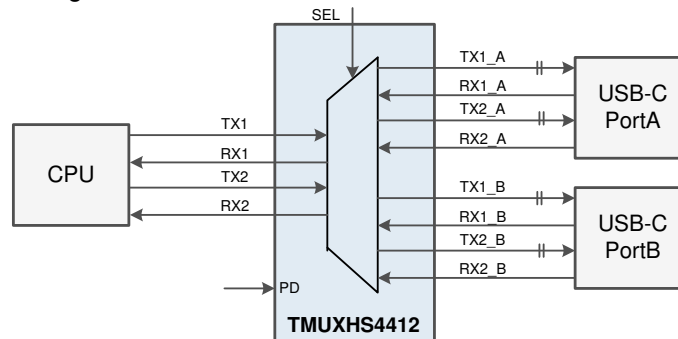 SEL
CPU
TX1
RX1
TX2
RX2
PD
TMUXHS4412
TX1_A
RX1_A
TX2_A
RX2_A
USB-C
PortA
TX1_B
RX1_B
TX2_B
RX2_B
USB-C
PortB